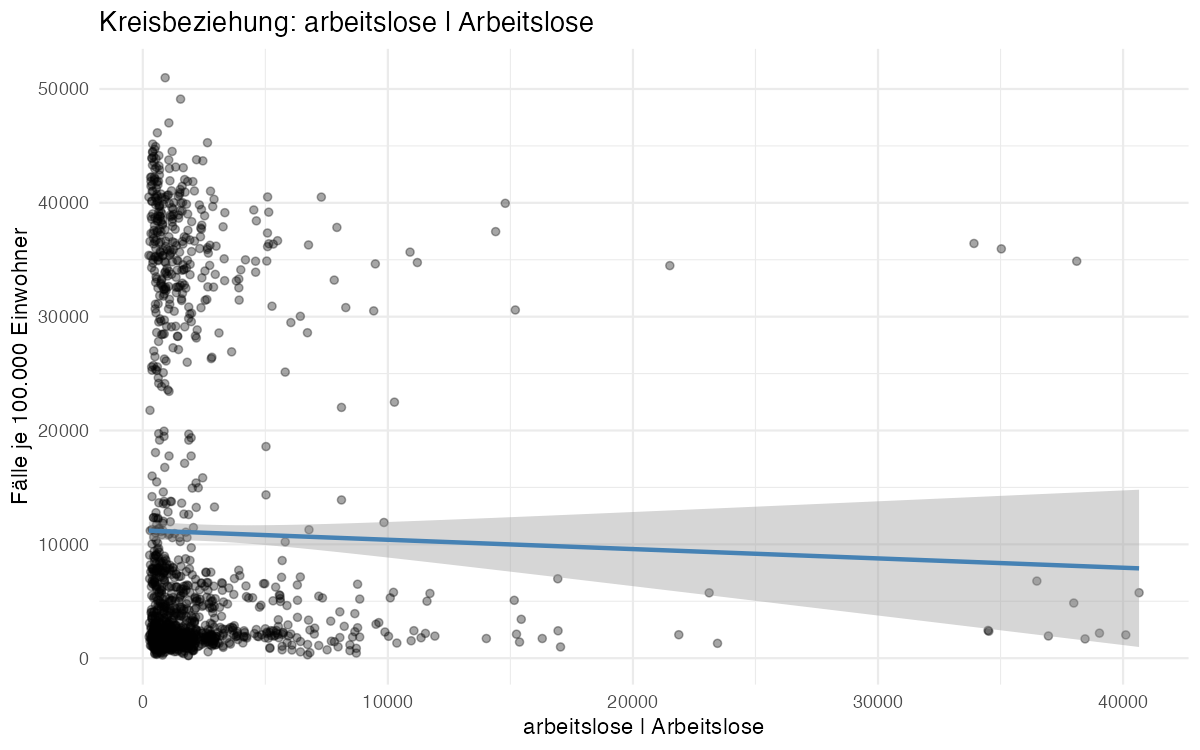 Kreisbeziehung: arbeitslose | Arbeitslose
Fälle je 100.000 Einwohner
50000
40000
30000
20000
10000
0
0 10000 20000 30000 40000
arbeitslose | Arbeitslose